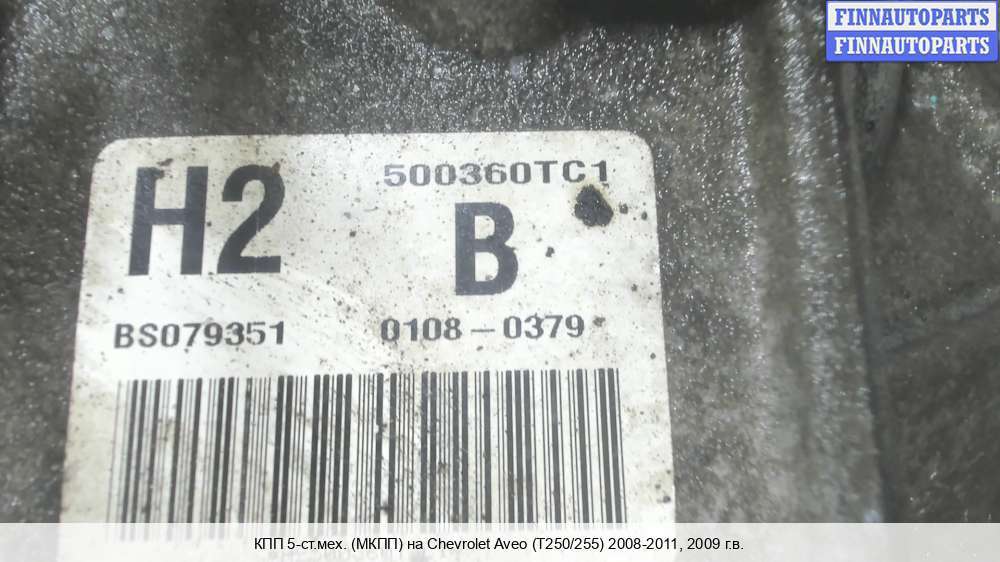 FINNAUTOPARTS
FINNAUTOPARTS
H2
500360TC1
B
BS079351
0108-0379
КПП 5-ст.мех. (МКПП) на Chevrolet Aveo (T250/255) 2008-2011, 2009 г.в.